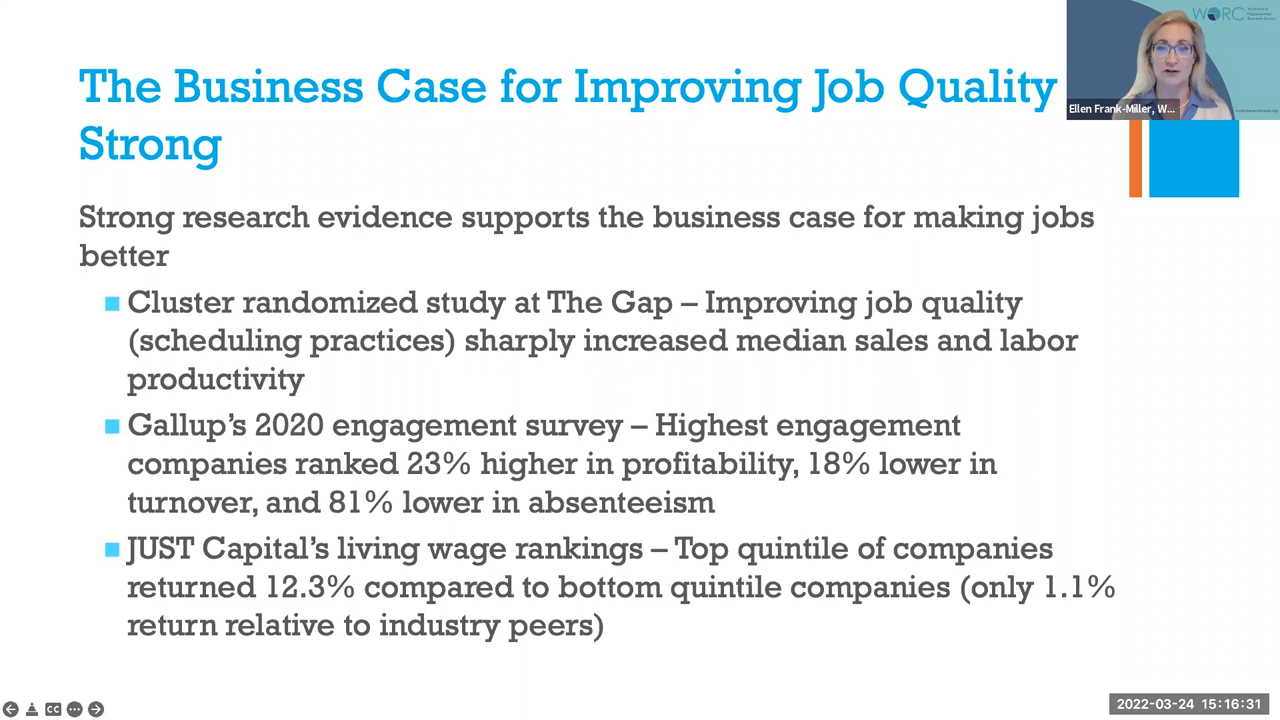 WORC
The Business Case for Improving Job Quality
Strong
Ellen Frank-Miller, W...
Strong research evidence supports the business case for making jobs
better
Cluster randomized study at The Gap – Improving job quality
(scheduling practices) sharply increased median sales and labor
productivity
Gallup's 2020 engagement survey – Highest engagement
companies ranked 23% higher in profitability, 18% lower in
turnover, and 81% lower in absenteeism
JUST Capital's living wage rankings – Top quintile of companies
returned 12.3% compared to bottom quintile companies (only 1.1%
return relative to industry peers)
CC
2022-03-24 15:16:31